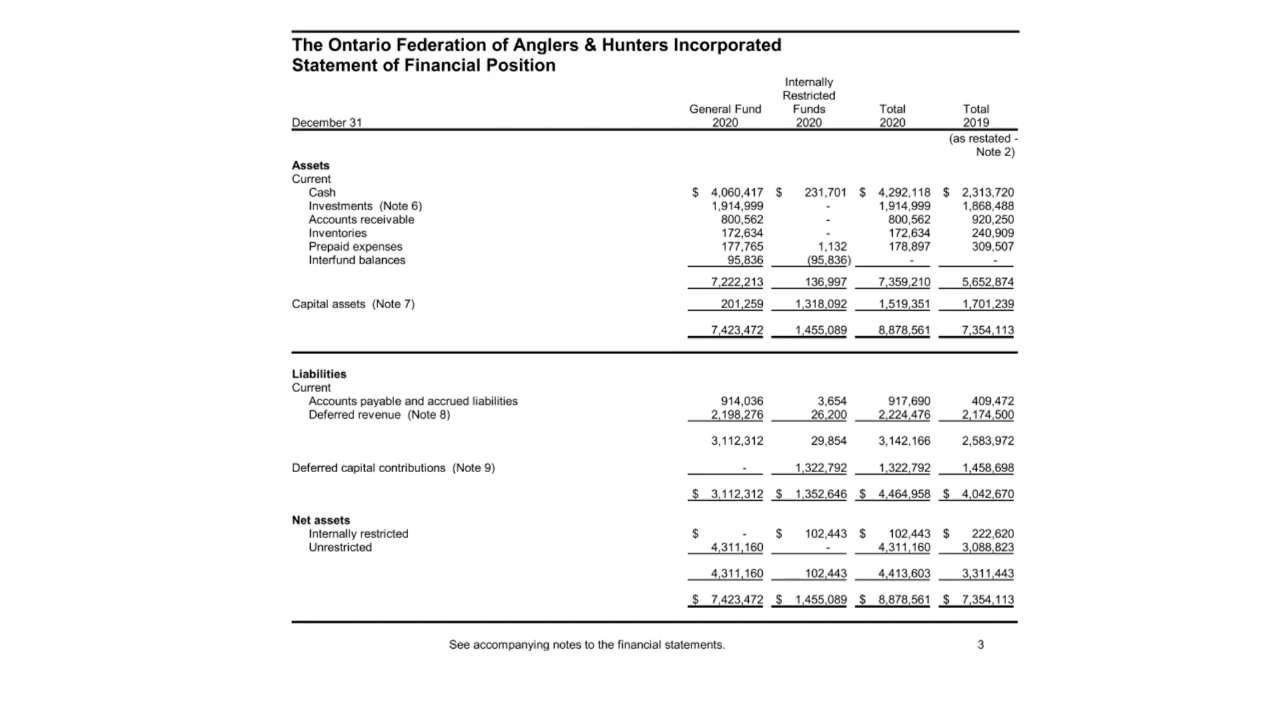 The Ontario Federation of Anglers & Hunters Incorporated
Statement of Financial Position
Internally
Restricted
General Fund Funds Total Total
December 31 2020 2020 2020 2019
(as restated -
Note 2)
Assets
Current
Cash $ 4,060,417 $ 231,701 $ 4,292,118 $ 2,313,720
Investments (Note 6) 1,914,999 - 1,914,999 1,868,488
Accounts receivable 800,562 - 800,562 920,250
Inventories 172,634 - 172,634 240,909
Prepaid expenses 177,765 1,132 178,897 309,507
Interfund balances 95,836 (95,836) - -
7,222,213 136,997 7,359,210 5,652,874
Capital assets (Note 7) 201,259 1,318,092 1,519,351 1,701,239
7,423,472 1,455,089 8,878,561 7,354,113
Liabilities
Current
Accounts payable and accrued liabilities 914,036 3,654 917,690 409,472
Deferred revenue (Note 8) 2,198,276 26,200 2,224,476 2,174,500
3,112,312 29,854 3,142,166 2,583,972
Deferred capital contributions (Note 9) - 1,322,792 1,322,792 1,458,698
$ 3,112,312 $ 1,352,646 $ 4,464,958 $ 4,042,670
Net assets
Internally restricted $ - $ 102,443 $ 102,443 $ 222,620
Unrestricted 4,311,160 - 4,311,160 3,088,823
4,311,160 102,443 4,413,603 3,311,443
$ 7,423,472 $ 1,455,089 $ 8,878,561 $ 7,354,113
See accompanying notes to the financial statements. 3